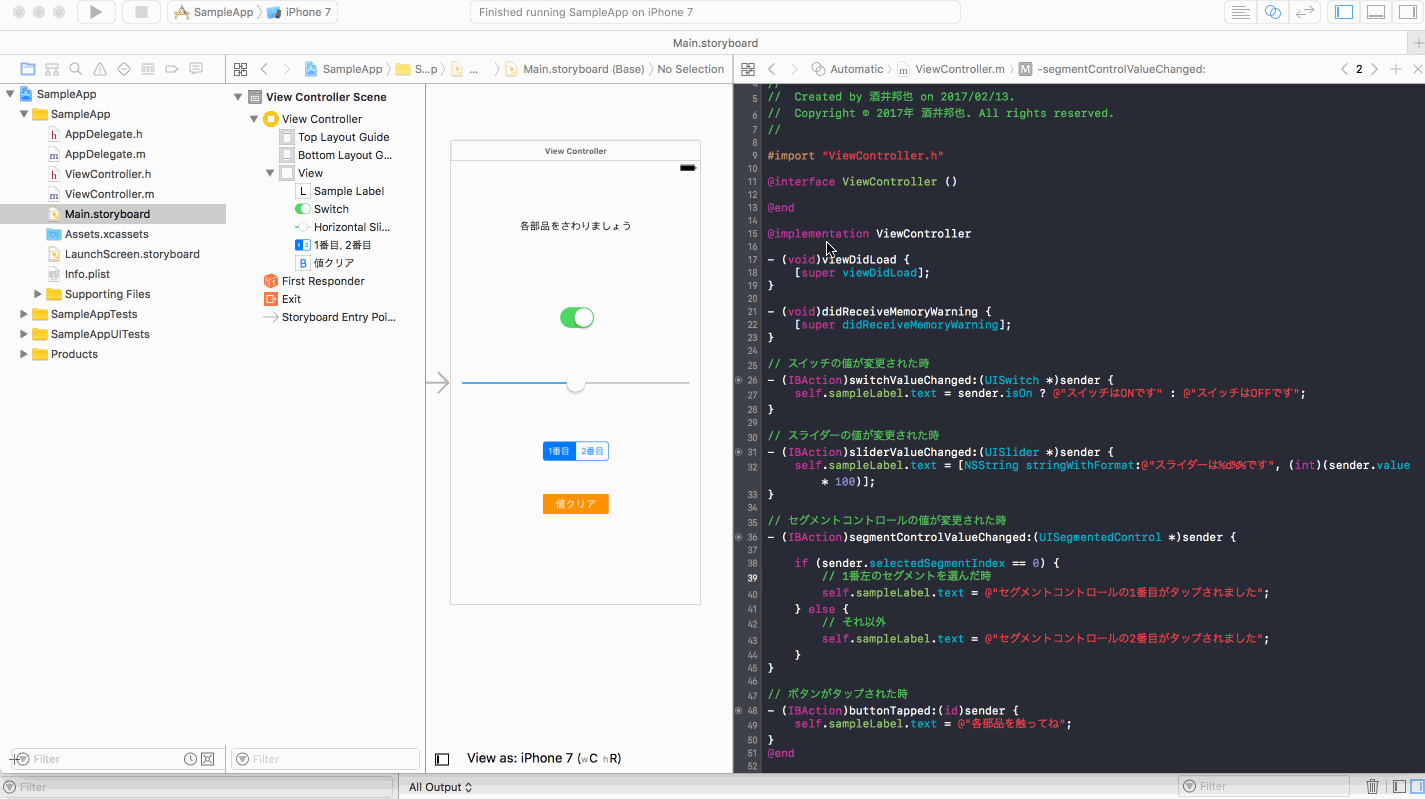 SampleApp
iPhone 7
Finished running SampleApp on iPhone 7
Main.storyboard
SampleApp
S...p
...
Main.storyboard (Base)
No Selection
Automatic
ViewController.m
-segmentControlValueChanged:
2
SampleApp
SampleApp
h AppDelegate.h
m AppDelegate.m
h ViewController.h
m ViewController.m
Main.storyboard
Assets.xcassets
LaunchScreen.storyboard
Info.plist
Supporting Files
SampleAppTests
SampleAppUITests
Products
Filter
View Controller Scene
View Controller
Top Layout Guide
Bottom Layout G...
View
L Sample Label
Switch
Horizontal Sli...
1番目, 2番目
B 値クリア
First Responder
Exit
Storyboard Entry Poi...
Filter
View Controller
各部品をさわりましょう
1番目 2番目
値クリア
View as: iPhone 7 (wC hR)
4 //
5 //  Created by 酒井邦也 on 2017/02/13.
6 //  Copyright © 2017年 酒井邦也. All rights reserved.
7 //
8
9 #import "ViewController.h"
10
11 @interface ViewController ()
12
13 @end
14
15 @implementation ViewController
16
17 - (void)viewDidLoad {
18     [super viewDidLoad];
19 }
20
21 - (void)didReceiveMemoryWarning {
22     [super didReceiveMemoryWarning];
23 }
24
25 // スイッチの値が変更された時
26 - (IBAction)switchValueChanged:(UISwitch *)sender {
27     self.sampleLabel.text = sender.isOn ? @"スイッチはONです" : @"スイッチはOFFです";
28 }
29
30 // スライダーの値が変更された時
31 - (IBAction)sliderValueChanged:(UISlider *)sender {
32     self.sampleLabel.text = [NSString stringWithFormat:@"スライダーは%d%%です", (int)(sender.value
* 100)];
33 }
34
35 // セグメントコントロールの値が変更された時
36 - (IBAction)segmentControlValueChanged:(UISegmentedControl *)sender {
37
38     if (sender.selectedSegmentIndex == 0) {
39         // 1番左のセグメントを選んだ時
40         self.sampleLabel.text = @"セグメントコントロールの1番目がタップされました";
41     } else {
42         // それ以外
43         self.sampleLabel.text = @"セグメントコントロールの2番目がタップされました";
44     }
45 }
46
47 // ボタンがタップされた時
48 - (IBAction)buttonTapped:(id)sender {
49     self.sampleLabel.text = @"各部品を触ってね";
50 }
51 @end
52
Filter
All Output
Filter